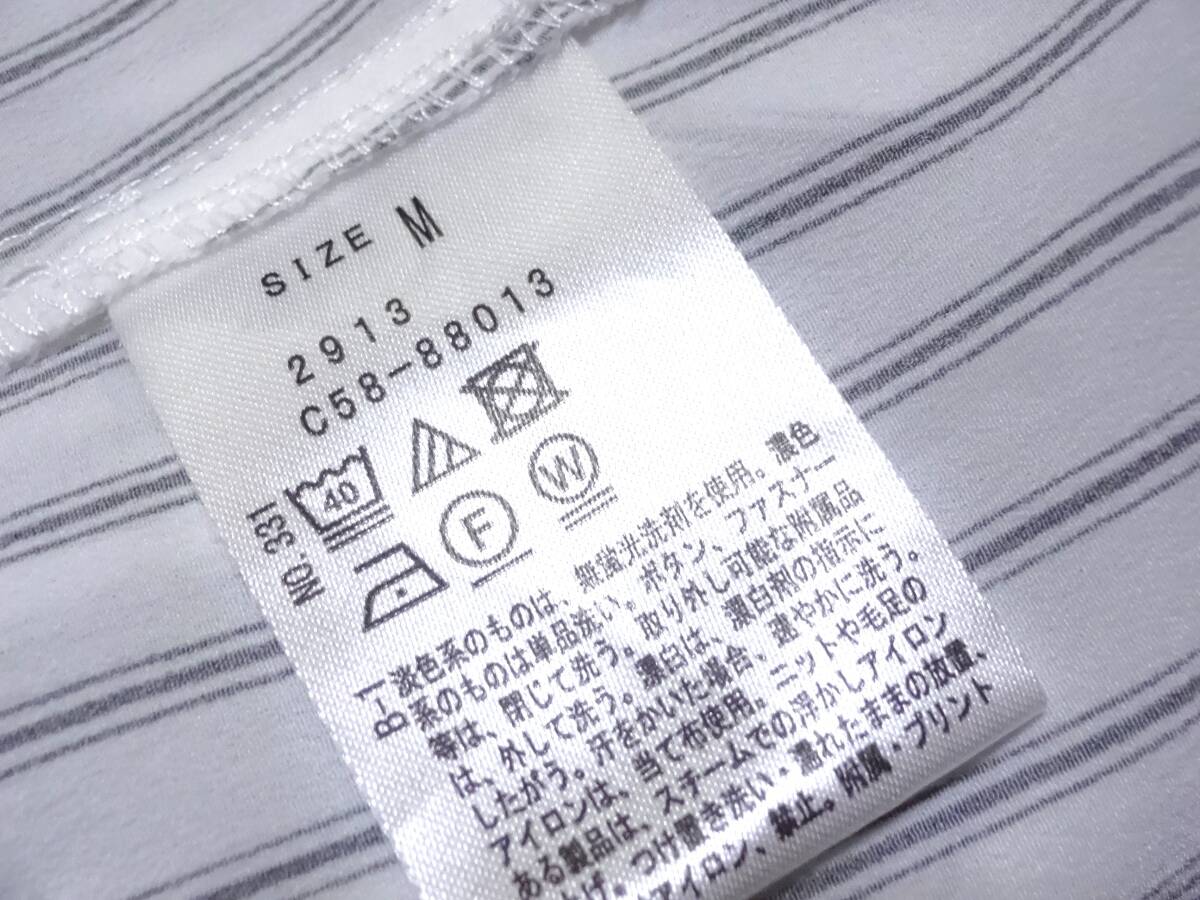 SIZE M
2913
C58-88013
40
F
W
NO.331
B-1
淡色系のものは、無蛍光洗剤を使用。濃色
系のものは単品洗い。ボタン、ファスナー
等は、閉じて洗う。取り外し可能な附属品
は、外して洗う。漂白は、漂白剤の指示に
したがう。汗をかいた場合、速やかに洗う。
アイロンは、当て布使用。ニットや毛足の
ある製品は、スチームでの浮かしアイロン
上げ。つけ置き洗い・濡れたままの放置、
アイロン、禁止。附属・プリント